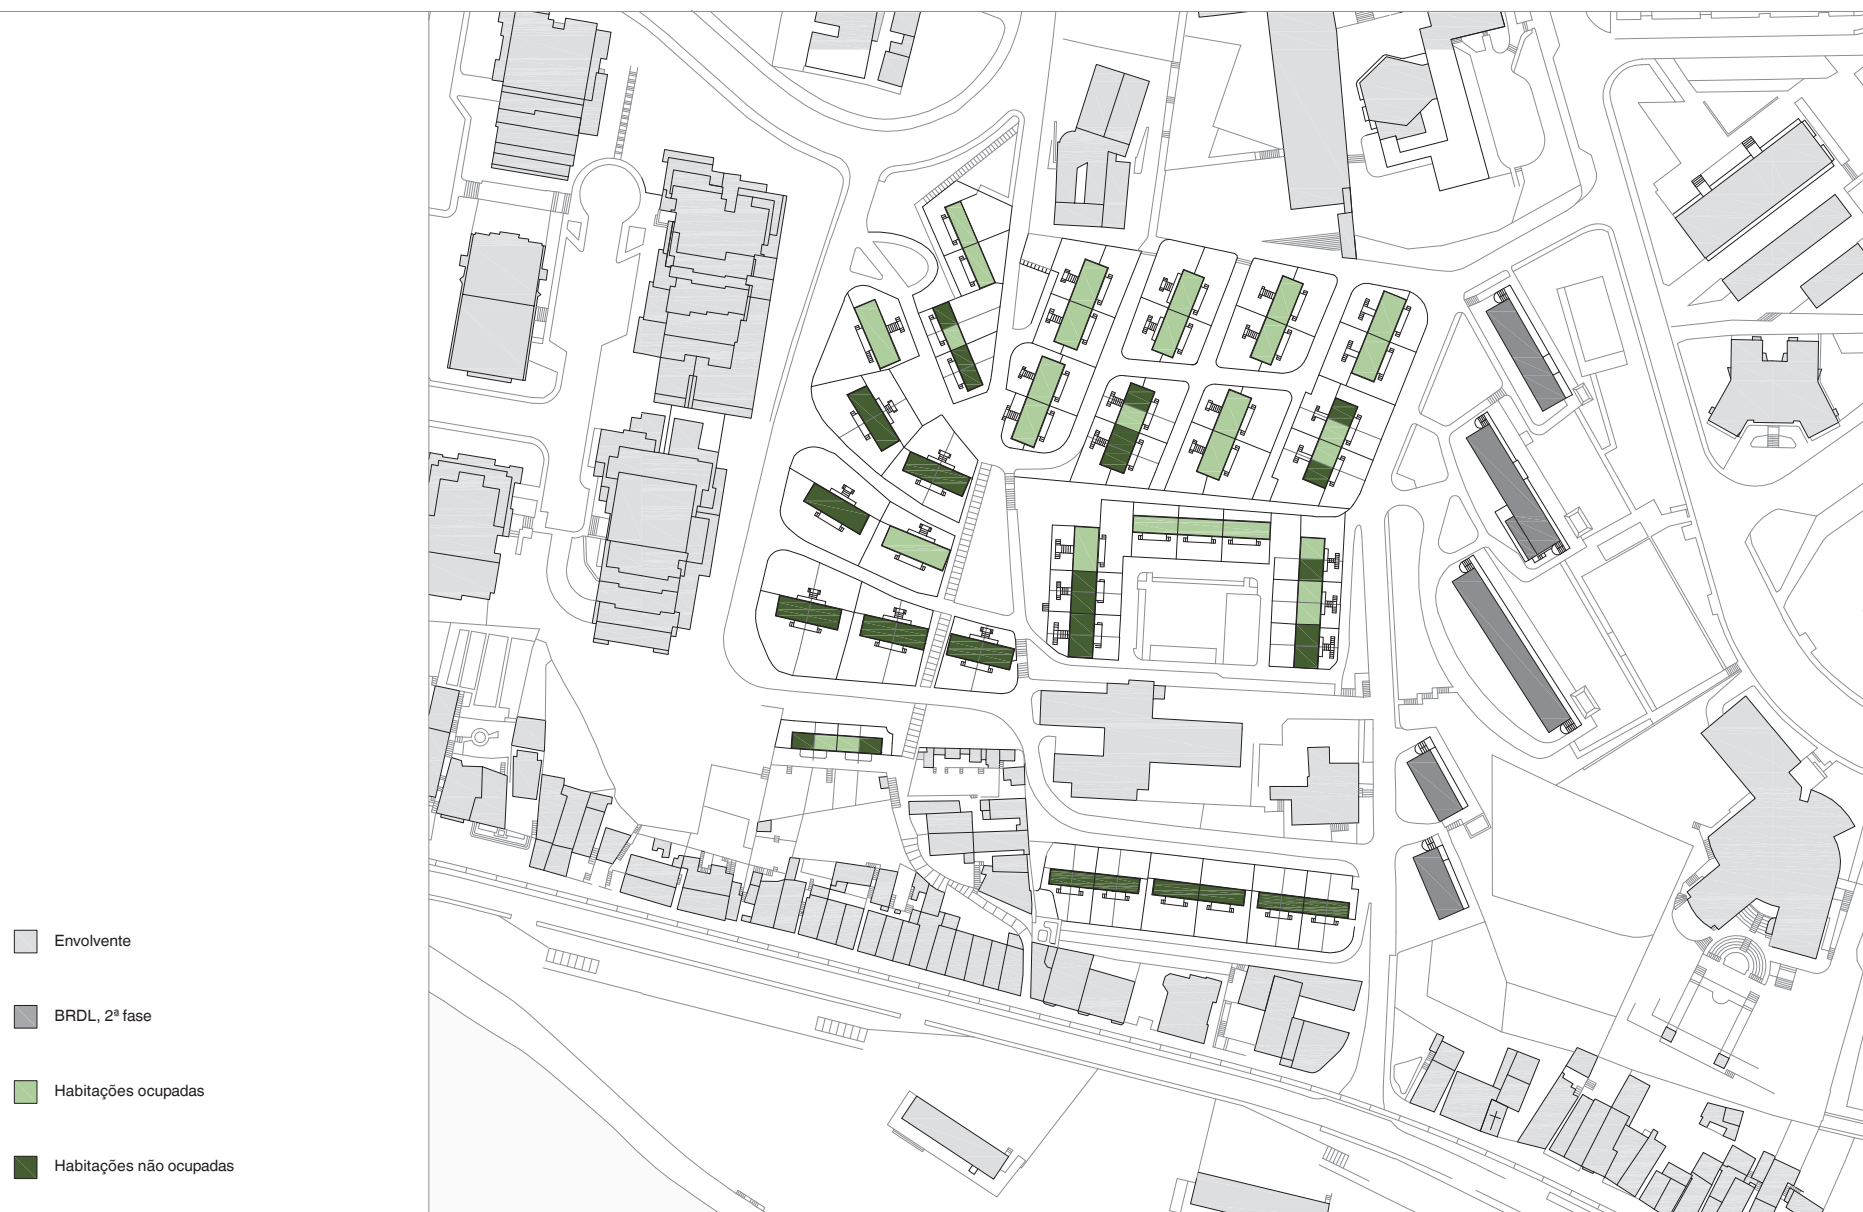 Envolvente
BRDL, 2ª fase
Habitações ocupadas
Habitações não ocupadas